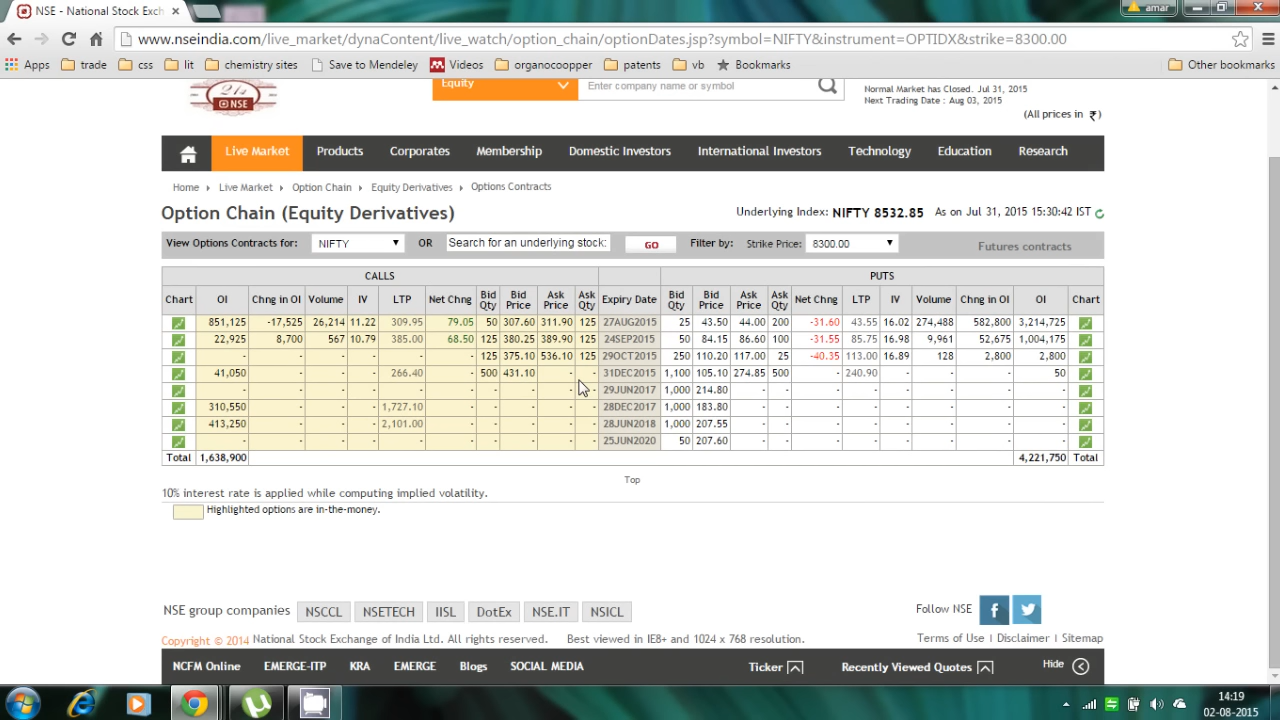 NSE - National Stock Exch
amar
www.nseindia.com/live_market/dynaContent/live_watch/option_chain/optionDates.jsp?symbol=NIFTY&instrument=OPTIDX&strike=8300.00
Apps trade css lit chemistry sites Save to Mendeley Videos organocoopper patents vb Bookmarks Other bookmarks
NSE
Equity Enter company name or symbol
Normal Market has Closed. Jul 31, 2015
Next Trading Date : Aug 03, 2015
(All prices in ₹)
Live Market Products Corporates Membership Domestic Investors International Investors Technology Education Research
Home Live Market Option Chain Equity Derivatives Options Contracts
Option Chain (Equity Derivatives) Underlying Index: NIFTY 8532.85 As on Jul 31, 2015 15:30:42 IST
View Options Contracts for: NIFTY OR Search for an underlying stock: GO Filter by: Strike Price: 8300.00 Futures contracts
CALLS PUTS
Chart OI Chng in OI Volume IV LTP Net Chng Bid Qty Bid Price Ask Price Ask Qty Expiry Date Bid Qty Bid Price Ask Price Ask Qty Net Chng LTP IV Volume Chng in OI OI Chart
851,125 -17,525 26,214 11.22 309.95 79.05 50 307.60 311.90 125 27AUG2015 25 43.50 44.00 200 -31.60 43.55 16.02 274,488 582,800 3,214,725
22,925 8,700 567 10.79 385.00 68.50 125 380.25 389.90 125 24SEP2015 50 84.15 86.60 100 -31.55 85.75 16.98 9,961 52,675 1,004,175
- - - - - - 125 375.10 536.10 125 29OCT2015 250 110.20 117.00 25 -40.35 113.00 16.89 128 2,800 2,800
41,050 - - - 266.40 - 500 431.10 - - 31DEC2015 1,100 105.10 274.85 500 - 240.90 - - - 50
- - - - - - - - - - 29JUN2017 1,000 214.80 - - - - - - - -
310,550 - - - 1,727.10 - - - - - 28DEC2017 1,000 183.80 - - - - - - - -
413,250 - - - 2,101.00 - - - - - 28JUN2018 1,000 207.55 - - - - - - - -
- - - - - - - - - - 25JUN2020 50 207.60 - - - - - - - -
Total 1,638,900 4,221,750 Total
Top
10% interest rate is applied while computing implied volatility.
Highlighted options are in-the-money.
NSE group companies NSCCL NSETECH IISL DotEx NSE.IT NSICL Follow NSE
Copyright © 2014 National Stock Exchange of India Ltd. All rights reserved. Best viewed in IE8+ and 1024 x 768 resolution. Terms of Use | Disclaimer | Sitemap
NCFM Online EMERGE-ITP KRA EMERGE Blogs SOCIAL MEDIA Ticker Recently Viewed Quotes Hide
14:19
02-08-2015